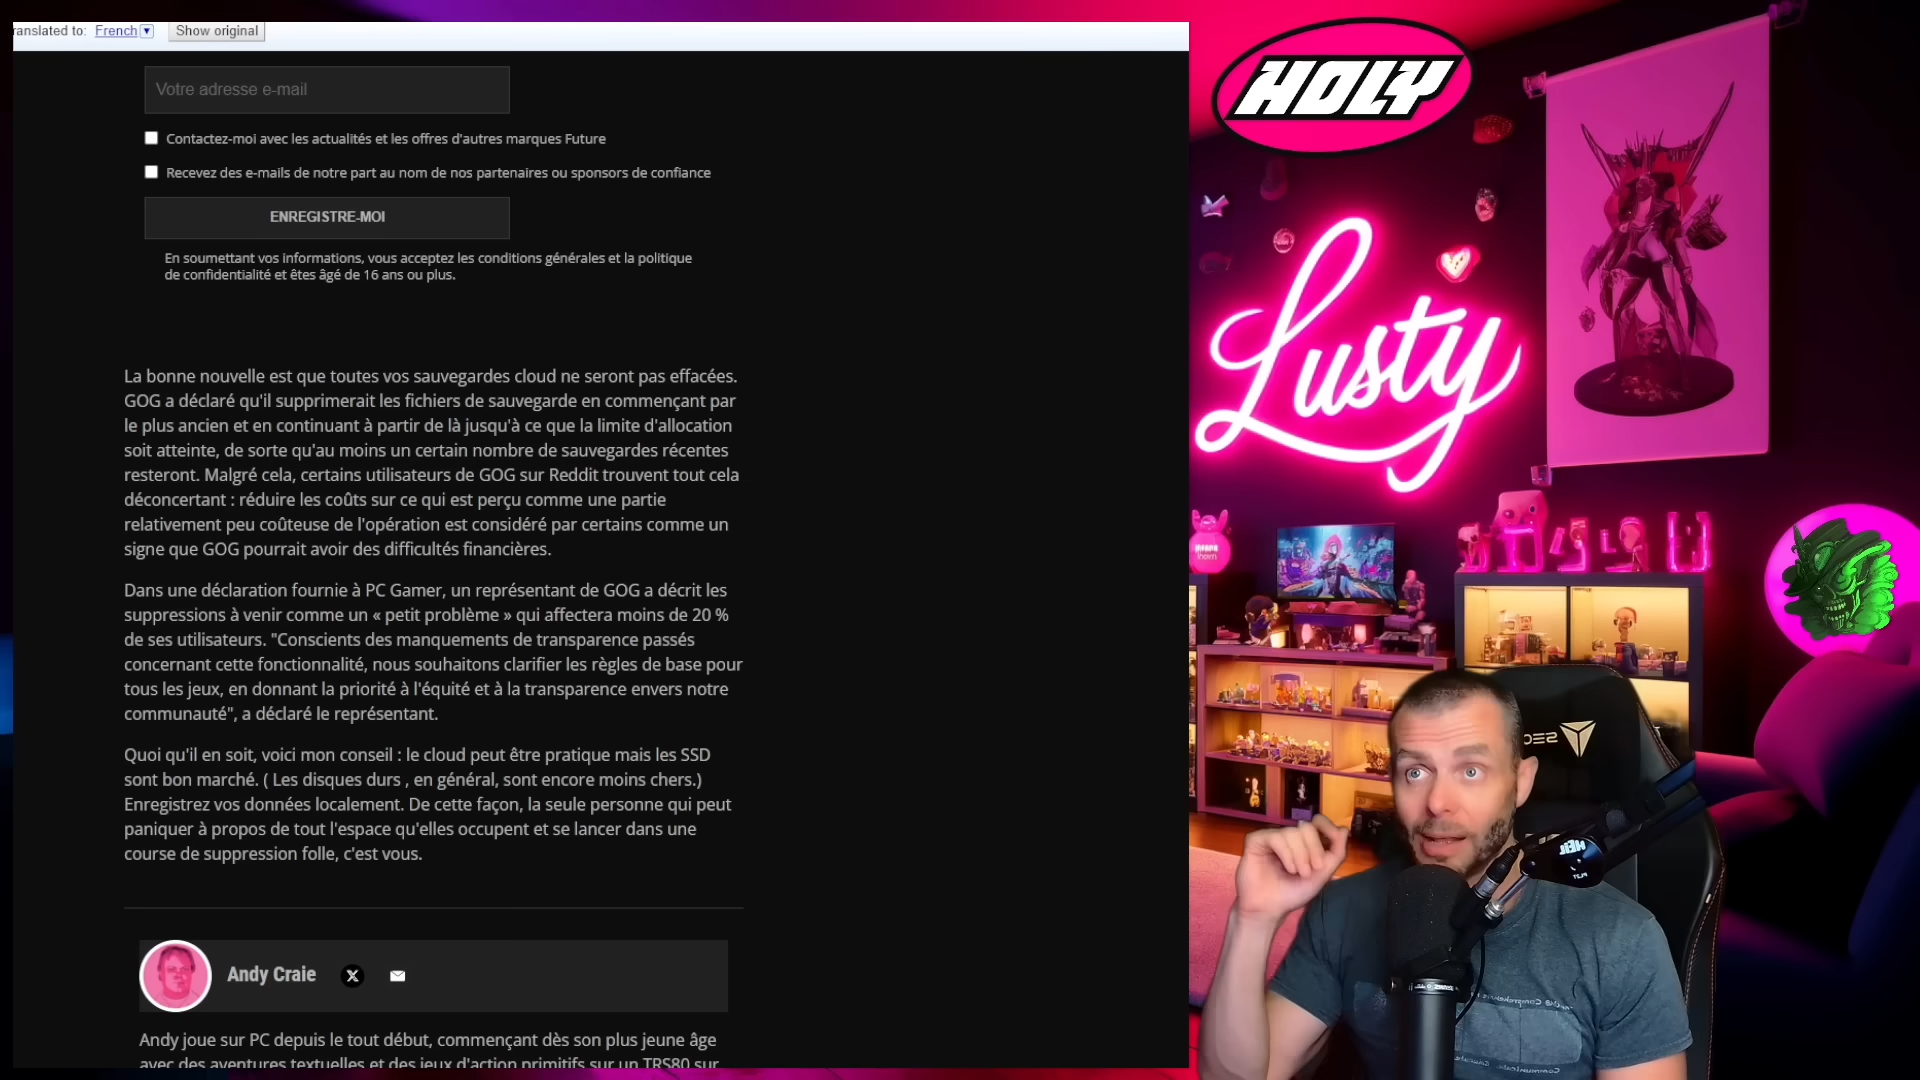 ranslated to: French Show original
Votre adresse e-mail
Contactez-moi avec les actualités et les offres d'autres marques Future
Recevez des e-mails de notre part au nom de nos partenaires ou sponsors de confiance
ENREGISTRE-MOI
En soumettant vos informations, vous acceptez les conditions générales et la politique
de confidentialité et êtes âgé de 16 ans ou plus.
La bonne nouvelle est que toutes vos sauvegardes cloud ne seront pas effacées.
GOG a déclaré qu'il supprimerait les fichiers de sauvegarde en commençant par
le plus ancien et en continuant à partir de là jusqu'à ce que la limite d'allocation
soit atteinte, de sorte qu'au moins un certain nombre de sauvegardes récentes
resteront. Malgré cela, certains utilisateurs de GOG sur Reddit trouvent tout cela
déconcertant : réduire les coûts sur ce qui est perçu comme une partie
relativement peu coûteuse de l'opération est considéré par certains comme un
signe que GOG pourrait avoir des difficultés financières.
Dans une déclaration fournie à PC Gamer, un représentant de GOG a décrit les
suppressions à venir comme un « petit problème » qui affectera moins de 20 %
de ses utilisateurs. "Conscients des manquements de transparence passés
concernant cette fonctionnalité, nous souhaitons clarifier les règles de base pour
tous les jeux, en donnant la priorité à l'équité et à la transparence envers notre
communauté", a déclaré le représentant.
Quoi qu'il en soit, voici mon conseil : le cloud peut être pratique mais les SSD
sont bon marché. ( Les disques durs , en général, sont encore moins chers.)
Enregistrez vos données localement. De cette façon, la seule personne qui peut
paniquer à propos de tout l'espace qu'elles occupent et se lancer dans une
course de suppression folle, c'est vous.
Andy Craie
Andy joue sur PC depuis le tout début, commençant dès son plus jeune âge
avec des aventures textuelles et des jeux d'action primitifs sur un TRS80 sur
HOLY
Lusty